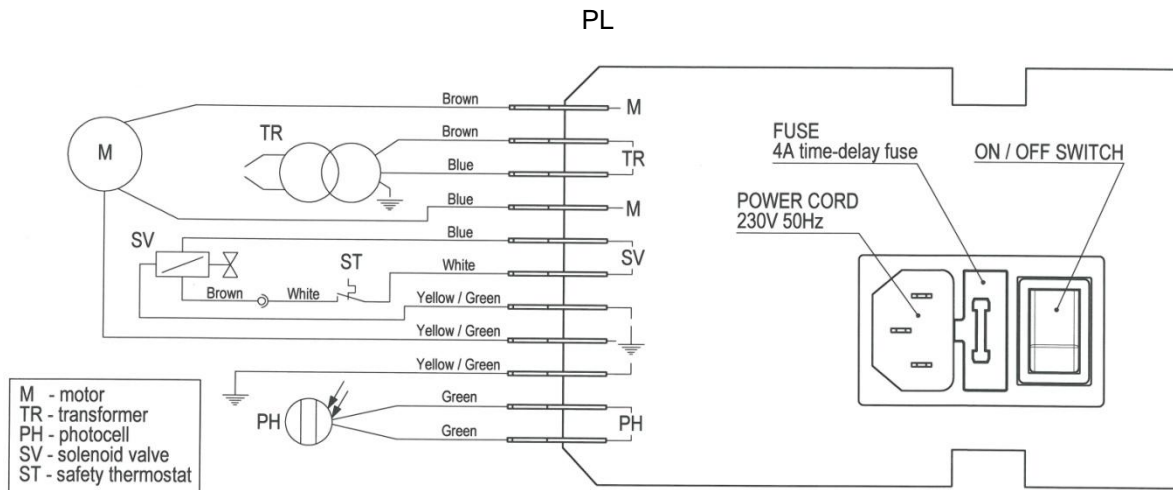 PL
Brown
M
Brown
TR
TR
Blue
M
Blue
M
Blue
SV
SV
ST
White
Brown
White
Yellow / Green
Yellow / Green
Yellow / Green
Green
PH
PH
Green
FUSE
4A time-delay fuse
ON / OFF SWITCH
POWER CORD
230V 50Hz
M - motor
TR - transformer
PH - photocell
SV - solenoid valve
ST - safety thermostat